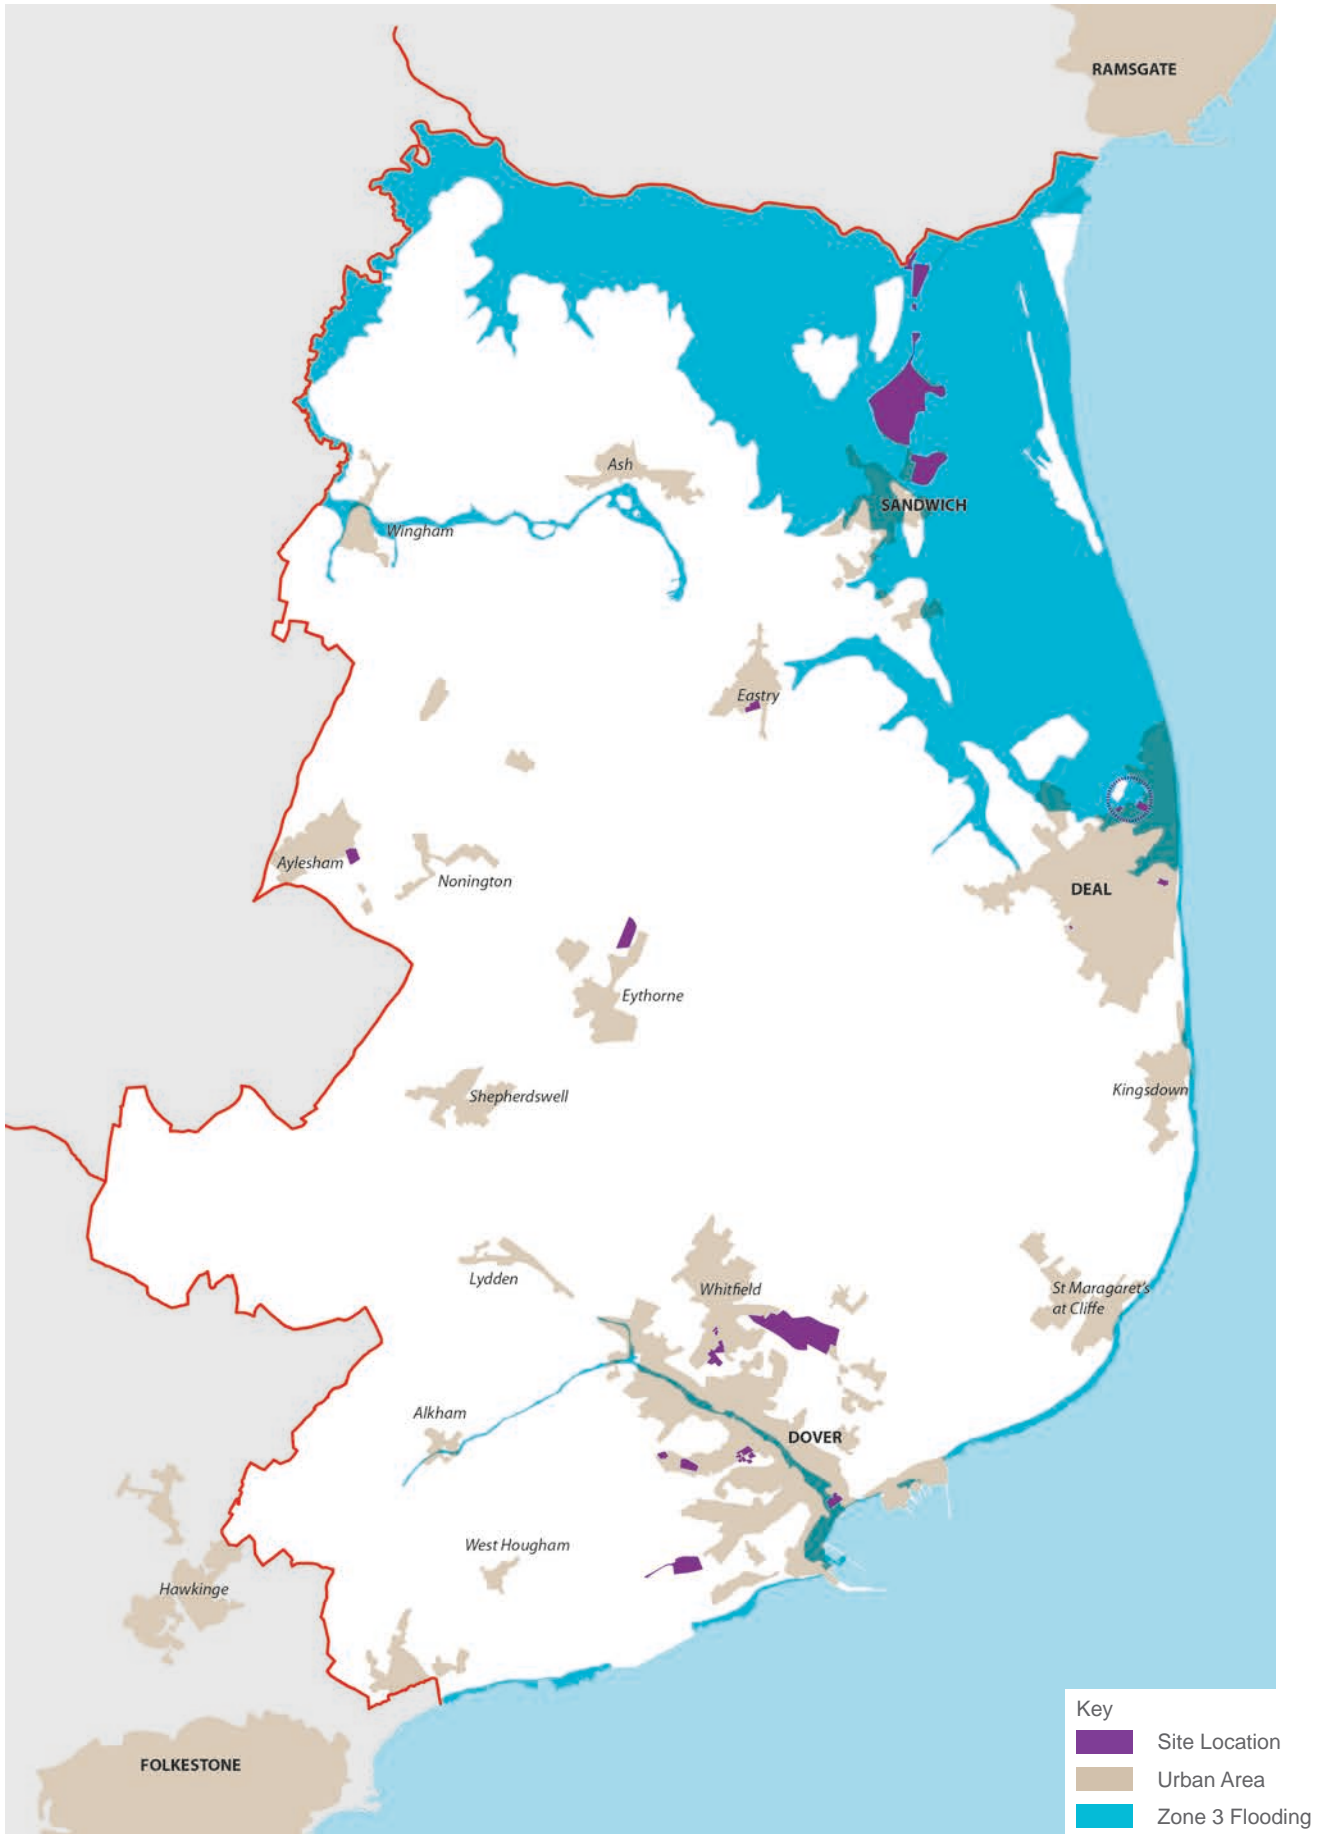 RAMSGATE
Ash
SANDWICH
Wingham
Eastry
Aylesham
Nonington
DEAL
Eythorne
Kingsdown
Shepherdswell
Lydden
Whitfield
St Maragaret's
at Cliffe
Alkham
DOVER
West Hougham
Hawkinge
FOLKESTONE
Key
Site Location
Urban Area
Zone 3 Flooding